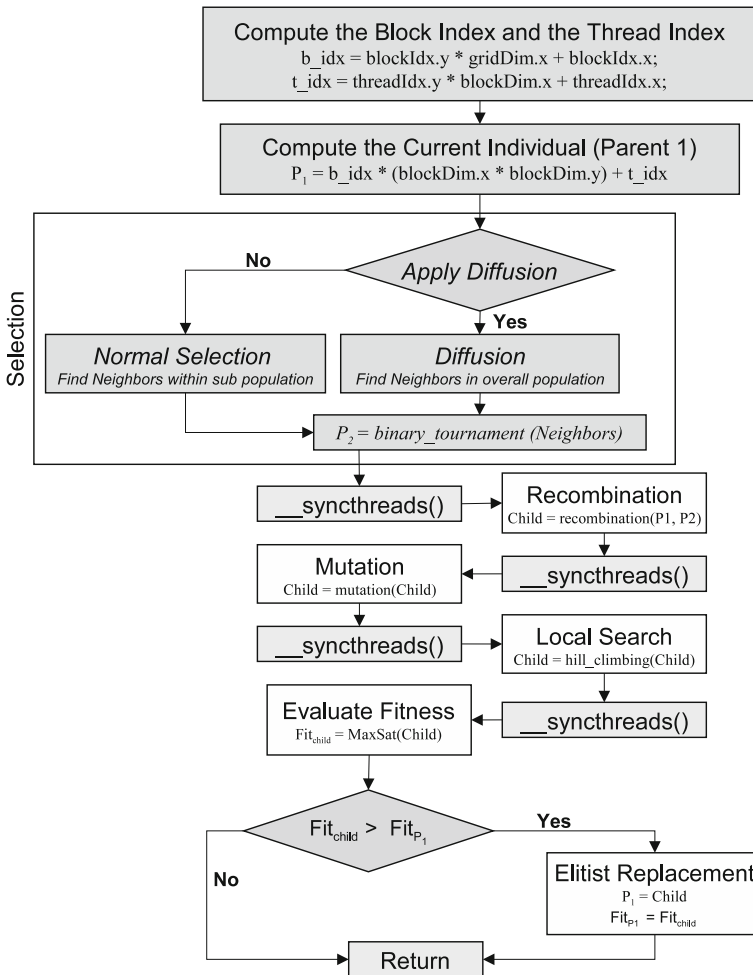 Compute the Block Index and the Thread Index
b_idx = blockIdx.y * gridDim.x + blockIdx.x;
t_idx = threadIdx.y * blockDim.x + threadIdx.x;
Compute the Current Individual (Parent 1)
P1 = b_idx * (blockDim.x * blockDim.y) + t_idx
Selection
Apply Diffusion
No
Yes
Normal Selection
Find Neighbors within sub population
Diffusion
Find Neighbors in overall population
P2 = binary_tournament (Neighbors)
__syncthreads()
Recombination
Child = recombination(P1, P2)
__syncthreads()
Mutation
Child = mutation(Child)
__syncthreads()
Local Search
Child = hill_climbing(Child)
__syncthreads()
Evaluate Fitness
Fitchild = MaxSat(Child)
Fitchild > FitP1
Yes
No
Elitist Replacement
P1 = Child
FitP1 = Fitchild
Return